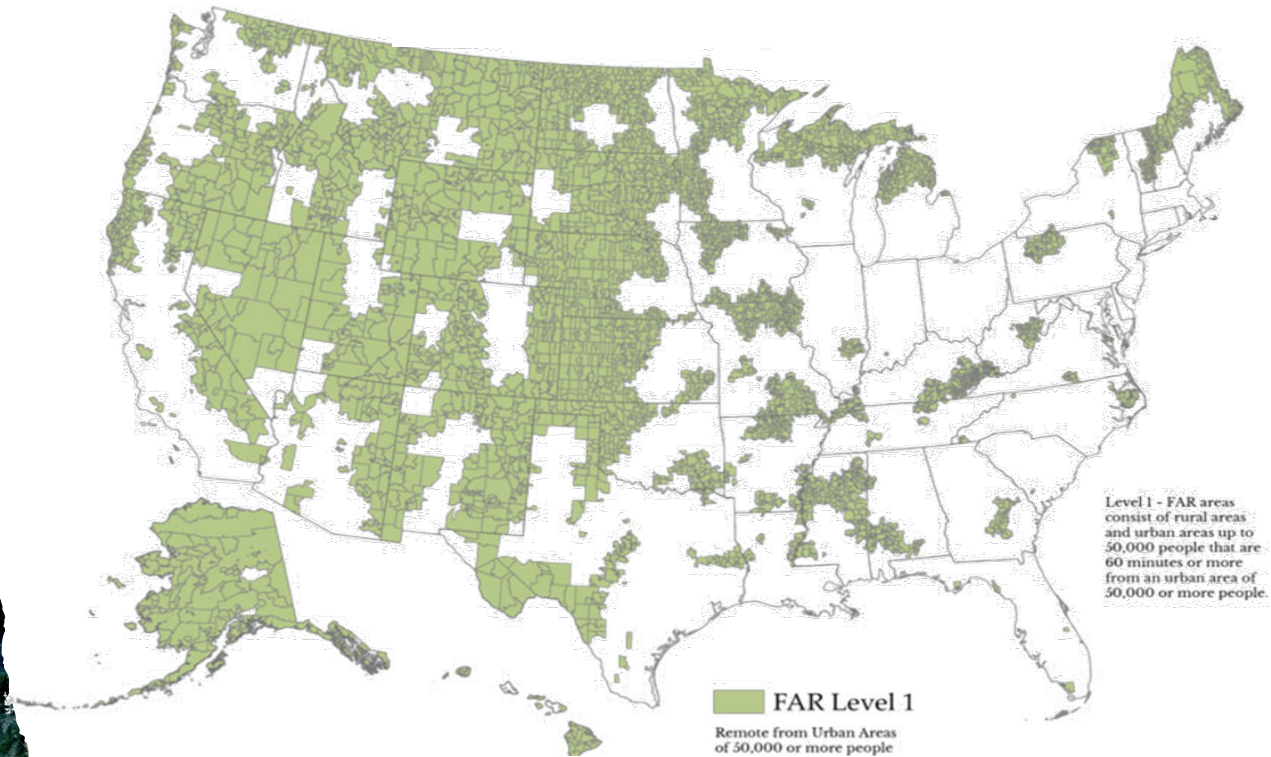 Level 1 - FAR areas
consist of rural areas
and urban areas up to
50,000 people that are
60 minutes or more
from an urban area of
50,000 or more people.
FAR Level 1
Remote from Urban Areas
of 50,000 or more people